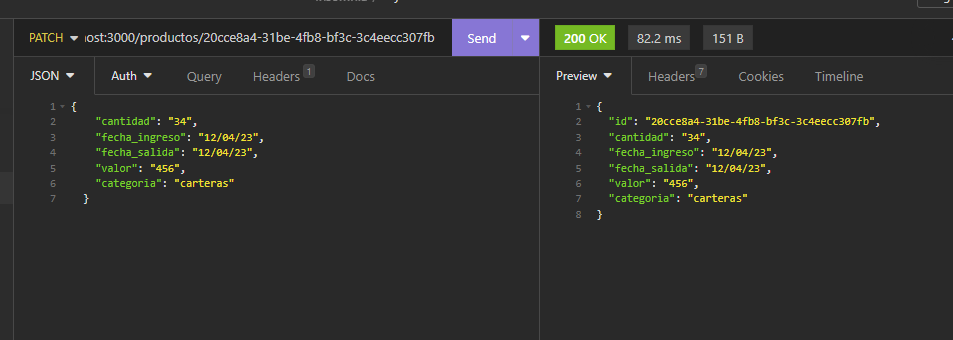 PATCH ost:3000/productos/20cce8a4-31be-4fb8-bf3c-3c4eecc307fb Send 200 OK 82.2 ms 151 B
JSON Auth Query Headers 1 Docs Preview Headers 7 Cookies Timeline
1 {
2 "cantidad": "34",
3 "fecha_ingreso": "12/04/23",
4 "fecha_salida": "12/04/23",
5 "valor": "456",
6 "categoria": "carteras"
7 }
1 {
2 "id": "20cce8a4-31be-4fb8-bf3c-3c4eecc307fb",
3 "cantidad": "34",
4 "fecha_ingreso": "12/04/23",
5 "fecha_salida": "12/04/23",
6 "valor": "456",
7 "categoria": "carteras"
8 }